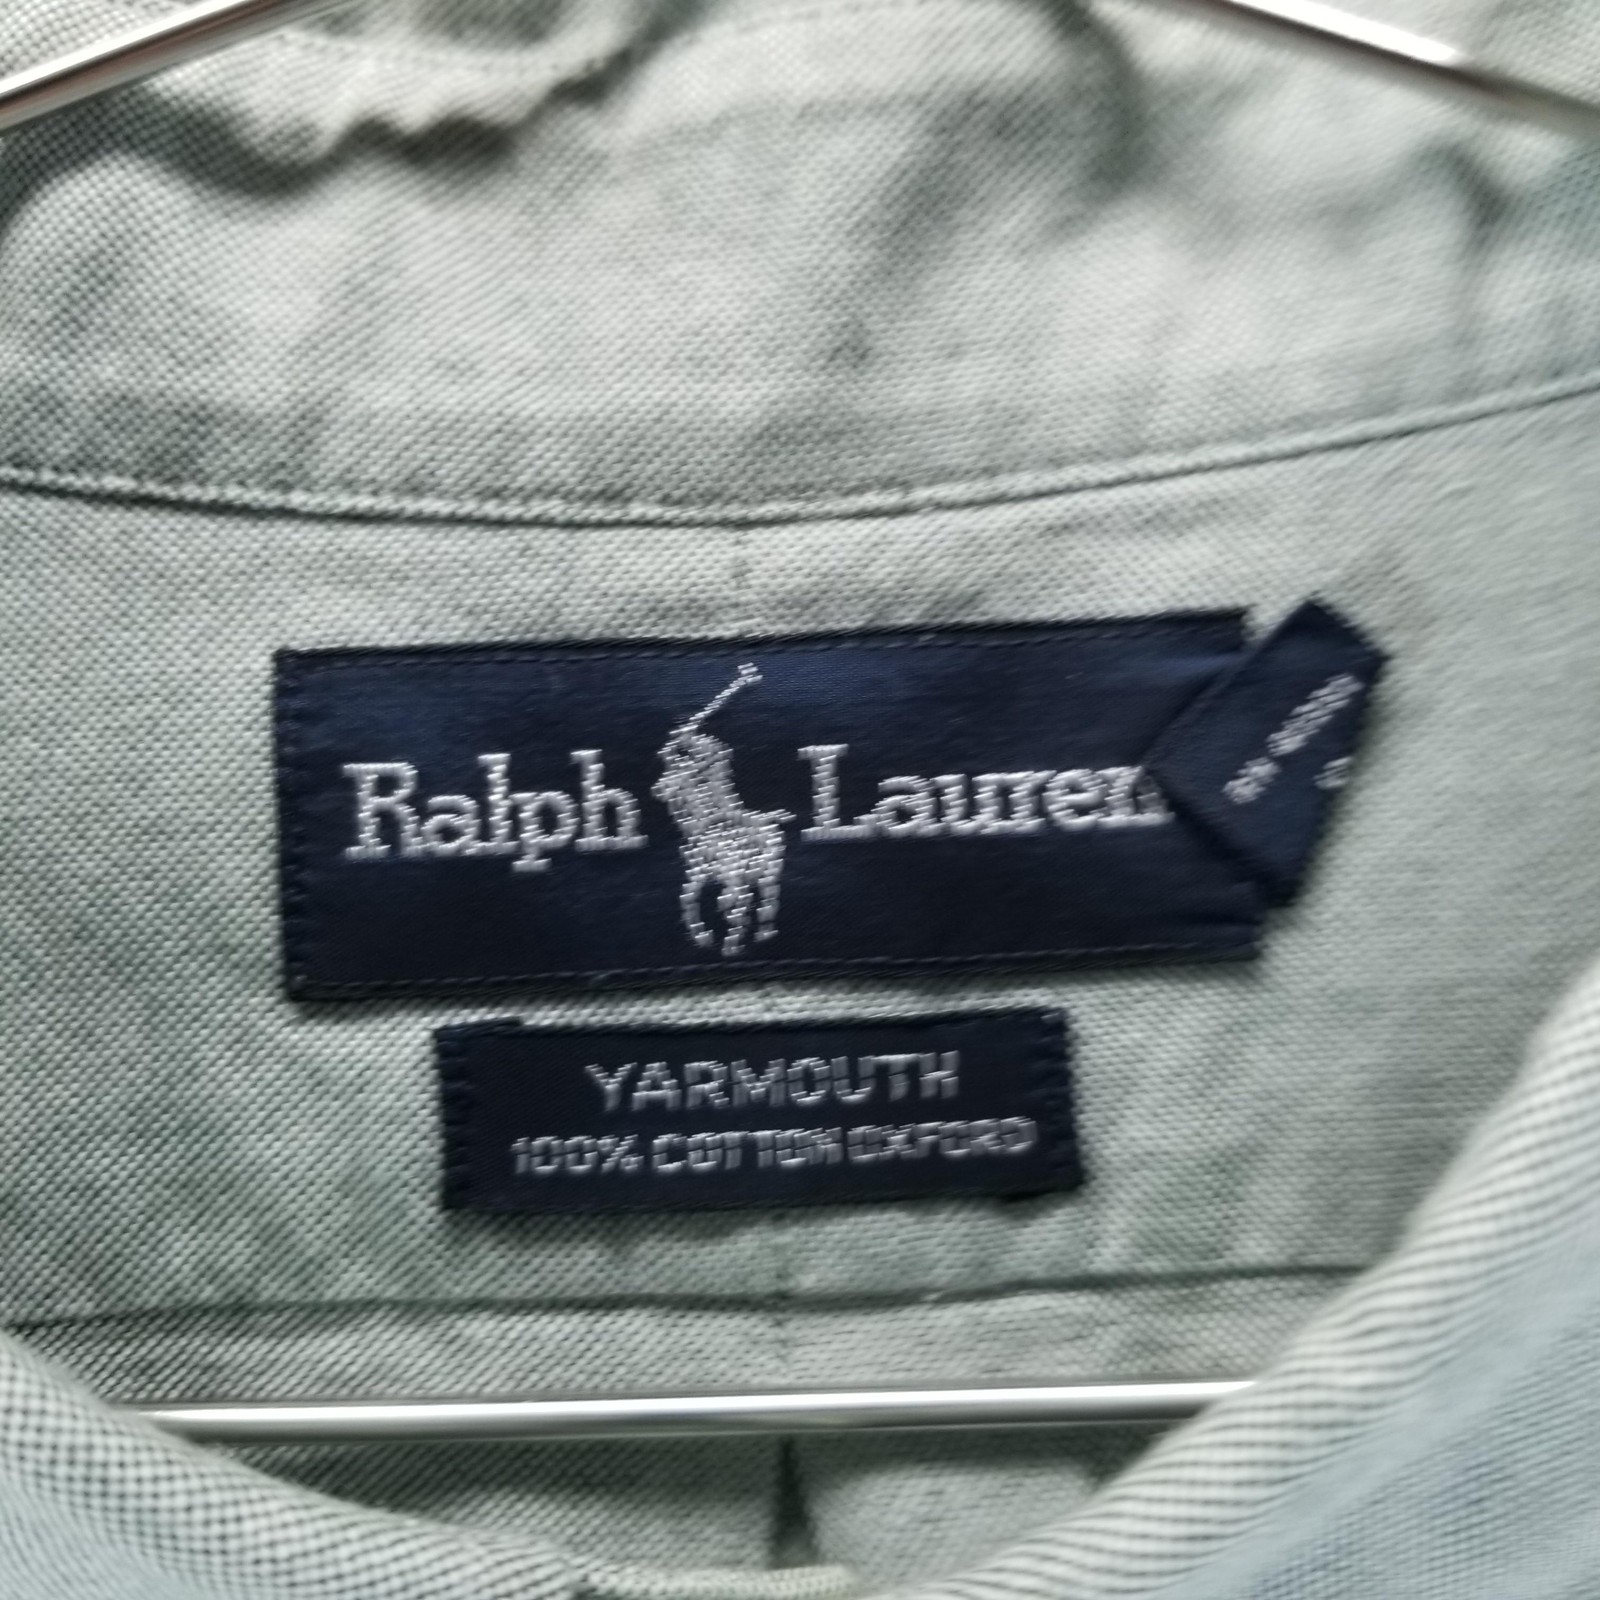 Ralph Lauren
YARMOUTH
100% COTTON OXFORD